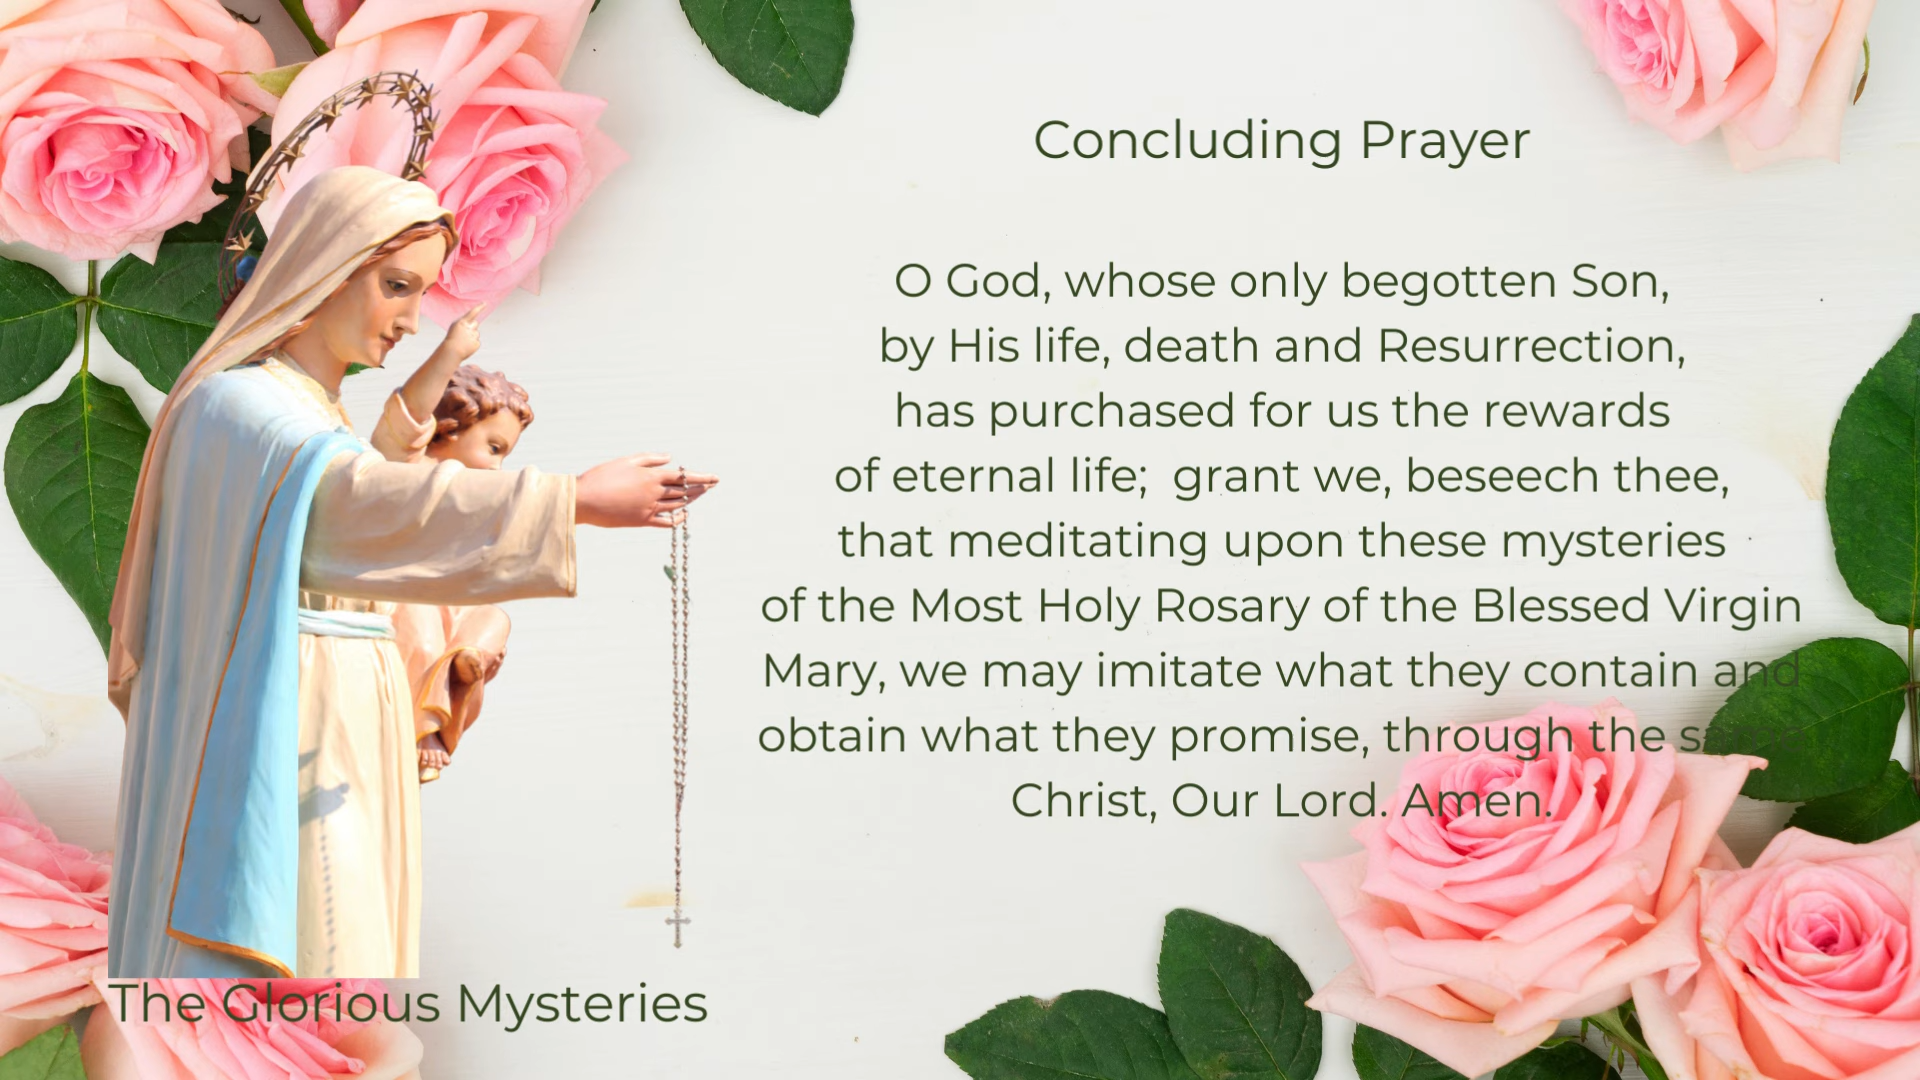 Concluding Prayer
O God, whose only begotten Son,
by His life, death and Resurrection,
has purchased for us the rewards
of eternal life;  grant we, beseech thee,
that meditating upon these mysteries
of the Most Holy Rosary of the Blessed Virgin
Mary, we may imitate what they contain and
obtain what they promise, through the same
Christ, Our Lord. Amen.
The Glorious Mysteries